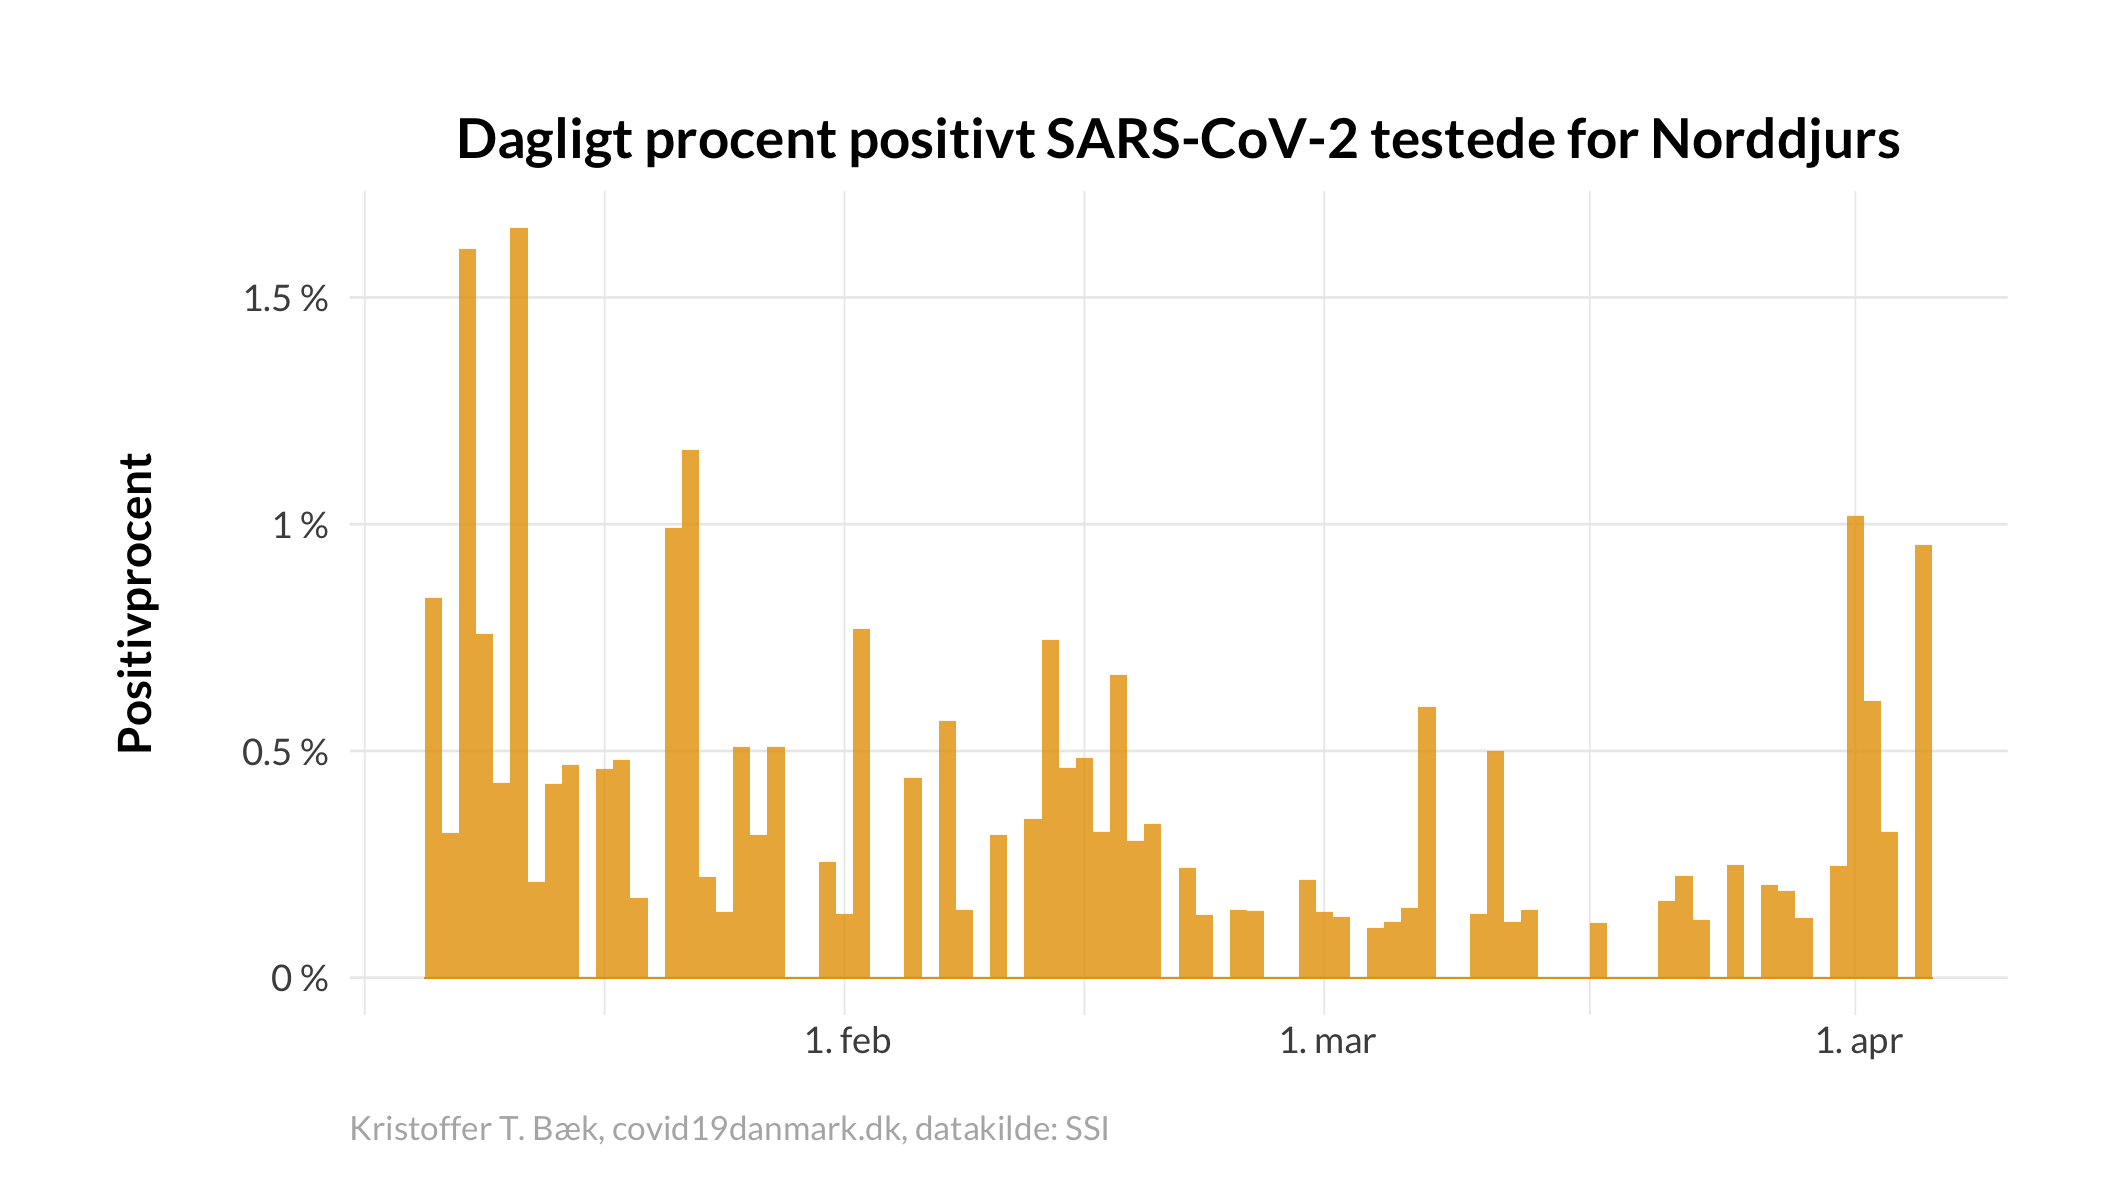 Dagligt procent positivt SARS-CoV-2 testede for Norddjurs
Positivprocent
1.5 %
1 %
0.5 %
0 %
1. feb
1. mar
1. apr
Kristoffer T. Bæk, covid19danmark.dk, datakilde: SSI